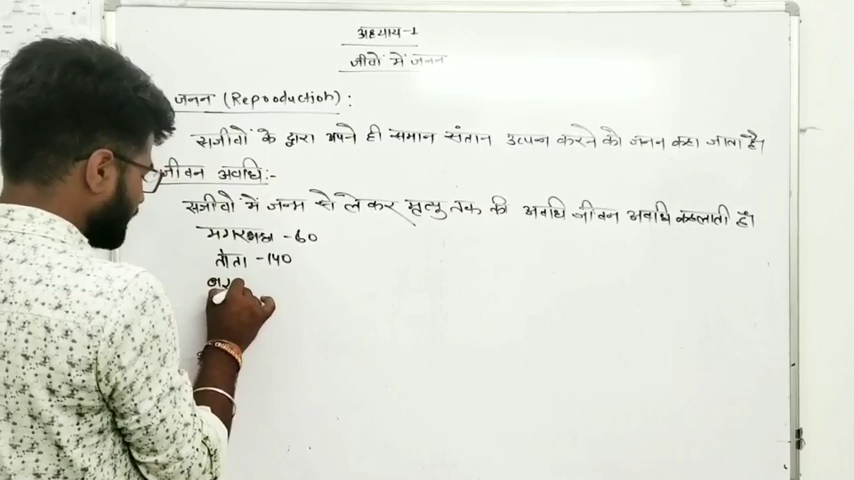 अध्याय-1
जीवों में जनन
जनन (Reproduction) :
सजीवों के द्वारा अपने ही समान संतान उत्पन्न करने को जनन कहा जाता है।
जीवन अवधि:-
सजीवों में जन्म से लेकर मृत्यु तक की अवधि जीवन अवधि कहलाती है।
मगरमच्छ - 60
तोता - 140